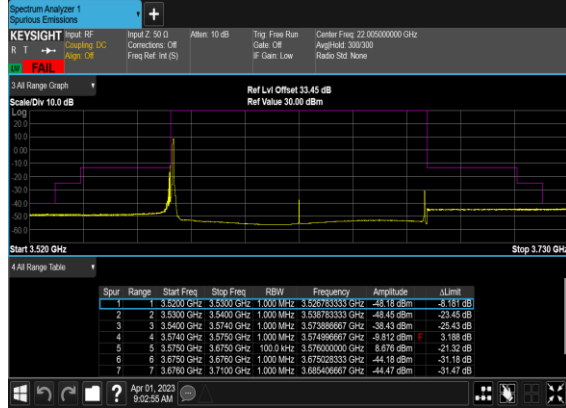 Spectrum Analyzer 1
Spurious Emissions
+
KEYSIGHT Input: RF Input Z: 50 Ω Atten: 10 dB Trig: Free Run Center Freq: 22.005000000 GHz
R T Coupling: DC Corrections: Off Gate: Off Avg|Hold: 300/300
Align: Off Freq Ref: Int (S) IF Gain: Low Radio Std: None
FAIL
3 All Range Graph Ref Lvl Offset 33.45 dB
Scale/Div 10.0 dB Ref Value 30.00 dBm
Log
20.0
10.0
0.00
-10.0
-20.0
-30.0
-40.0
-50.0
-60.0
Start 3.520 GHz Stop 3.730 GHz
4 All Range Table
Spur Range Start Freq Stop Freq RBW Frequency Amplitude ΔLimit
1 1 3.5200 GHz 3.5300 GHz 1.000 MHz 3.526783333 GHz -48.18 dBm -8.181 dB
2 2 3.5300 GHz 3.5400 GHz 1.000 MHz 3.538783333 GHz -48.45 dBm -23.45 dB
3 3 3.5400 GHz 3.5740 GHz 1.000 MHz 3.573886667 GHz -38.43 dBm -25.43 dB
4 4 3.5740 GHz 3.5750 GHz 1.000 MHz 3.574996667 GHz -9.812 dBm F 3.188 dB
5 5 3.5750 GHz 3.6750 GHz 100.0 kHz 3.576000000 GHz 8.676 dBm -21.32 dB
6 6 3.6750 GHz 3.6760 GHz 1.000 MHz 3.675028333 GHz -44.18 dBm -31.18 dB
7 7 3.6760 GHz 3.7100 GHz 1.000 MHz 3.685406667 GHz -44.47 dBm -31.47 dB
? Apr 01, 2023
9:02:55 AM